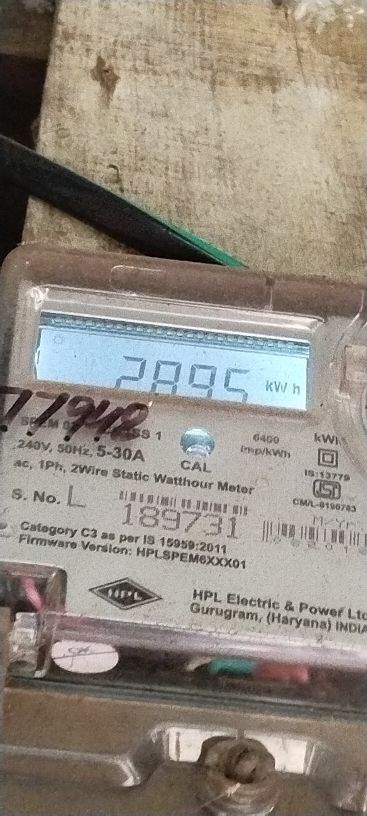 2895 kWh
17942
240V, 50Hz, 5-30A
6400
imp/kWh
kWh
CAL
ac, 1Ph, 2Wire Static Watthour Meter
IS:13779
S. No. L 189731
Category C3 as per IS 15959:2011
Firmware Version: HPLSPEM6XXX01
HPL
HPL Electric & Power Ltd
Gurugram, (Haryana) INDIA